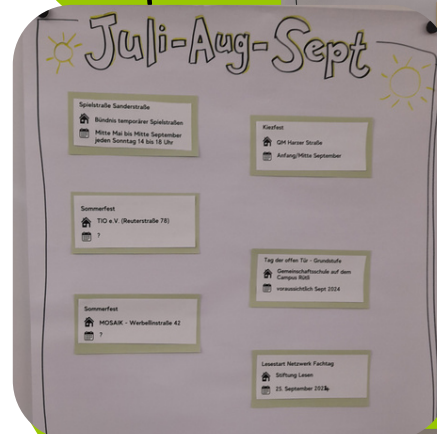 Juli-Aug-Sept
Spielstraße Sanderstraße
Bündnis temporärer Spielstraßen
Mitte Mai bis Mitte September
jeden Sonntag 14 bis 18 Uhr
Kiezfest
QM Harzer Straße
Anfang/Mitte September
Sommerfest
TIO e.V. (Reuterstraße 78)
?
Tag der offen Tür - Grundstufe
Gemeinschaftsschule auf dem
Campus Rütli
voraussichtlich Sept 2024
Sommerfest
MOSAIK - Werbellinstraße 42
?
Lesestart Netzwerk Fachtag
Stiftung Lesen
25. September 2024